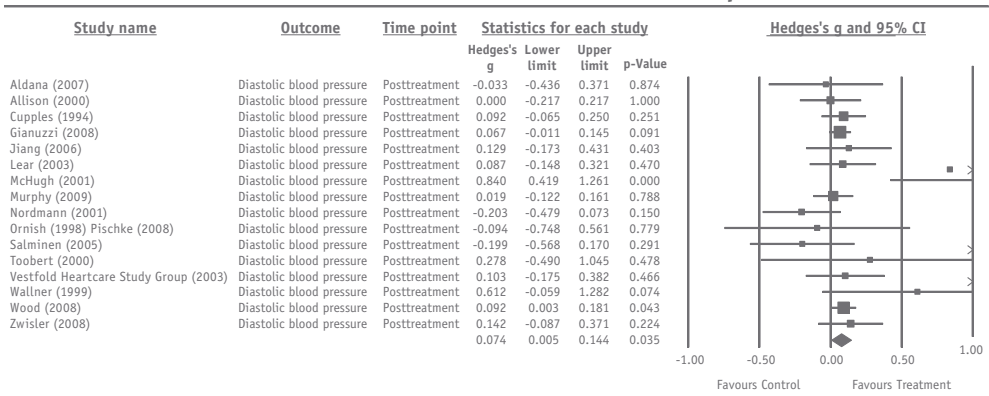 Study name Outcome Time point Statistics for each study Hedges's g and 95% CI
Hedges's Lower Upper
g limit limit p-Value
Aldana (2007) Diastolic blood pressure Posttreatment -0.033 -0.436 0.371 0.874
Allison (2000) Diastolic blood pressure Posttreatment 0.000 -0.217 0.217 1.000
Cupples (1994) Diastolic blood pressure Posttreatment 0.092 -0.065 0.250 0.251
Gianuzzi (2008) Diastolic blood pressure Posttreatment 0.067 -0.011 0.145 0.091
Jiang (2006) Diastolic blood pressure Posttreatment 0.129 -0.173 0.431 0.403
Lear (2003) Diastolic blood pressure Posttreatment 0.087 -0.148 0.321 0.470
McHugh (2001) Diastolic blood pressure Posttreatment 0.840 0.419 1.261 0.000
Murphy (2009) Diastolic blood pressure Posttreatment 0.019 -0.122 0.161 0.788
Nordmann (2001) Diastolic blood pressure Posttreatment -0.203 -0.479 0.073 0.150
Ornish (1998) Pischke (2008) Diastolic blood pressure Posttreatment -0.094 -0.748 0.561 0.779
Salminen (2005) Diastolic blood pressure Posttreatment -0.199 -0.568 0.170 0.291
Toobert (2000) Diastolic blood pressure Posttreatment 0.278 -0.490 1.045 0.478
Vestfold Heartcare Study Group (2003) Diastolic blood pressure Posttreatment 0.103 -0.175 0.382 0.466
Wallner (1999) Diastolic blood pressure Posttreatment 0.612 -0.059 1.282 0.074
Wood (2008) Diastolic blood pressure Posttreatment 0.092 0.003 0.181 0.043
Zwisler (2008) Diastolic blood pressure Posttreatment 0.142 -0.087 0.371 0.224
0.074 0.005 0.144 0.035
-1.00 -0.50 0.00 0.50 1.00
Favours Control Favours Treatment